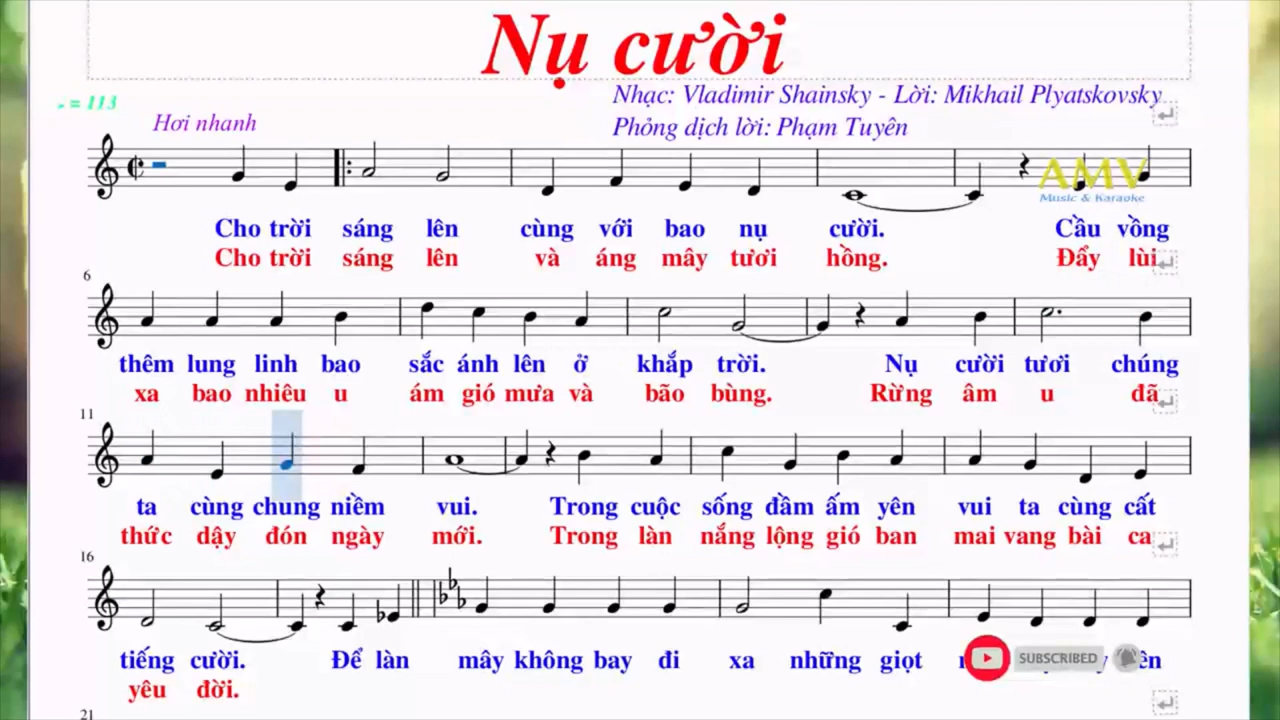 Nụ cười
Nhạc: Vladimir Shainsky - Lời: Mikhail Plyatskovsky
= 113
Hơi nhanh
Phỏng dịch lời: Phạm Tuyên
AMV
Music & Karaoke
Cho trời sáng lên cùng với bao nụ cười. Cầu vồng
Cho trời sáng lên và áng mây tươi hồng. Đẩy lùi
6
thêm lung linh bao sắc ánh lên ở khắp trời. Nụ cười tươi chúng
xa bao nhiêu u ám gió mưa và bão bùng. Rừng âm u đã
11
ta cùng chung niềm vui. Trong cuộc sống đầm ấm yên vui ta cùng cất
thức dậy đón ngày mới. Trong làn nắng lộng gió ban mai vang bài ca
16
tiếng cười. Để làn mây không bay đi xa những giọt
yêu đời.
SUBSCRIBED
21